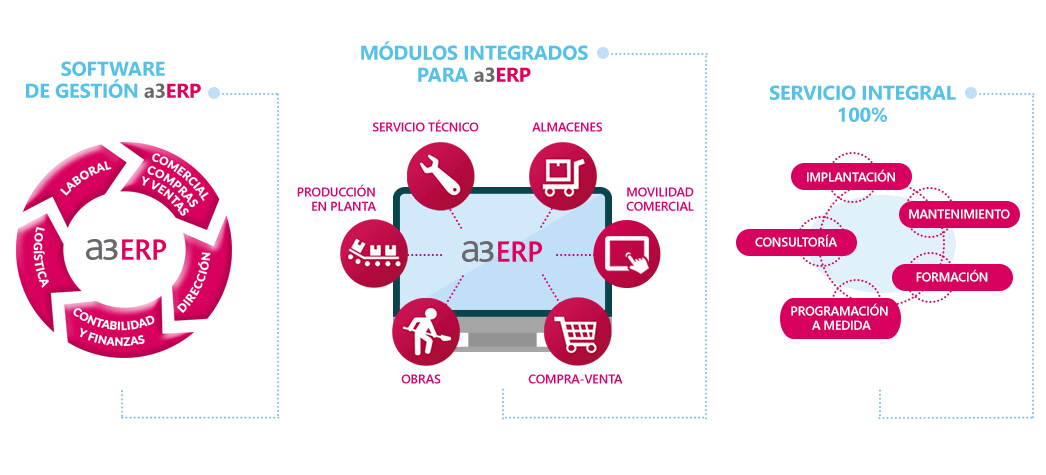 SOFTWARE
DE GESTIÓN a3ERP
LABORAL
COMERCIAL
COMPRAS
Y VENTAS
DIRECCIÓN
CONTABILIDAD
Y FINANZAS
LOGÍSTICA
a3ERP
MÓDULOS INTEGRADOS
PARA a3ERP
SERVICIO TÉCNICO
ALMACENES
PRODUCCIÓN
EN PLANTA
MOVILIDAD
COMERCIAL
a3ERP
OBRAS
COMPRA-VENTA
SERVICIO INTEGRAL
100%
IMPLANTACIÓN
MANTENIMIENTO
CONSULTORÍA
FORMACIÓN
PROGRAMACIÓN
A MEDIDA